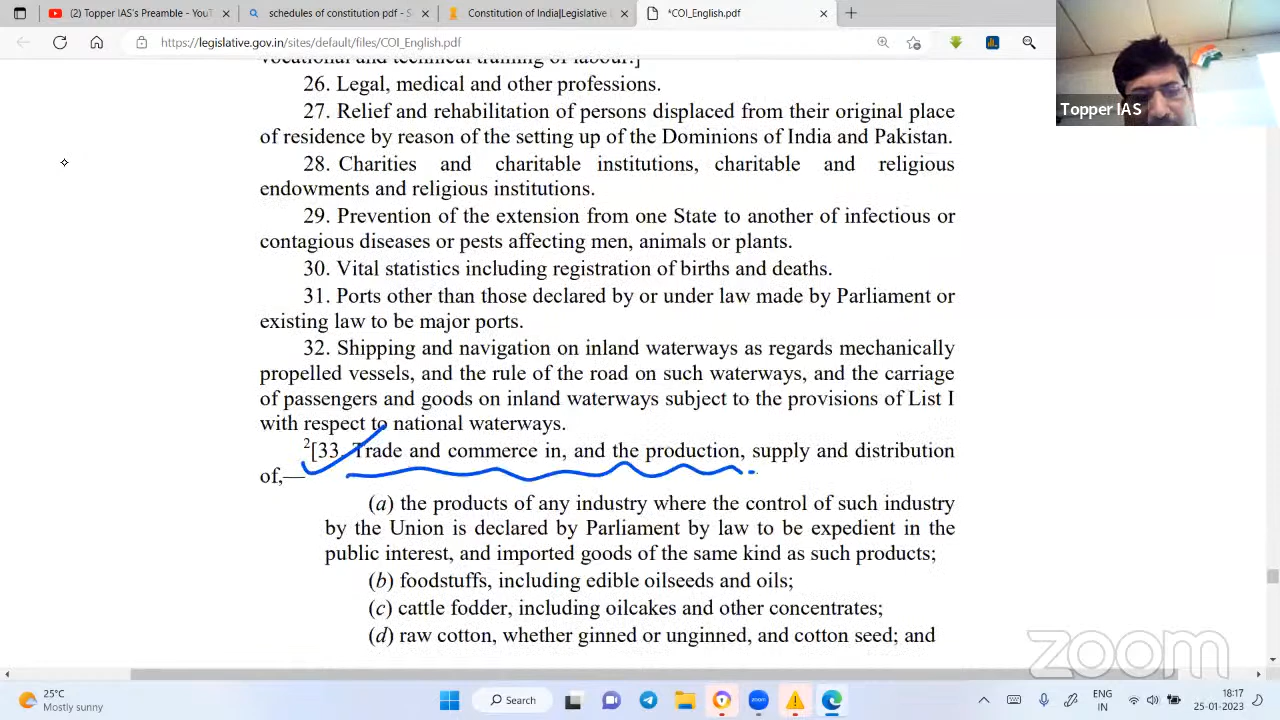 (2) Topper IAS's Preamble - YouT
schedules of constitution pdf - S
Constitution of India|Legislative
*COI_English.pdf
https://legislative.gov.in/sites/default/files/COI_English.pdf
Topper IAS
vocational and technical training of labour.]
26. Legal, medical and other professions.
27. Relief and rehabilitation of persons displaced from their original place
of residence by reason of the setting up of the Dominions of India and Pakistan.
28. Charities and charitable institutions, charitable and religious
endowments and religious institutions.
29. Prevention of the extension from one State to another of infectious or
contagious diseases or pests affecting men, animals or plants.
30. Vital statistics including registration of births and deaths.
31. Ports other than those declared by or under law made by Parliament or
existing law to be major ports.
32. Shipping and navigation on inland waterways as regards mechanically
propelled vessels, and the rule of the road on such waterways, and the carriage
of passengers and goods on inland waterways subject to the provisions of List I
with respect to national waterways.
2[33. Trade and commerce in, and the production, supply and distribution
of,—
(a) the products of any industry where the control of such industry
by the Union is declared by Parliament by law to be expedient in the
public interest, and imported goods of the same kind as such products;
(b) foodstuffs, including edible oilseeds and oils;
(c) cattle fodder, including oilcakes and other concentrates;
(d) raw cotton, whether ginned or unginned, and cotton seed; and
zoom
25°C
Mostly sunny
Search
zoom
ENG
IN
18:17
25-01-2023